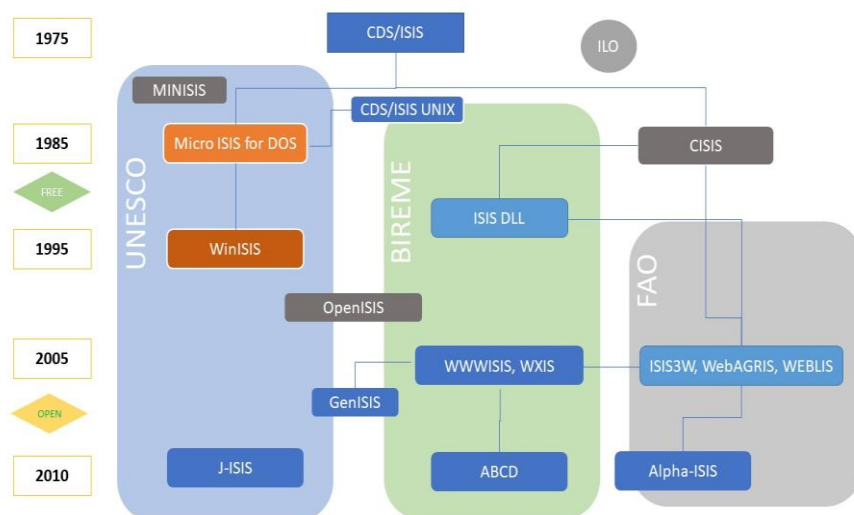 1975
CDS/ISIS
ILO
MINISIS
CDS/ISIS UNIX
1985
Micro ISIS for DOS
CISIS
FREE
UNESCO
BIREME
ISIS DLL
1995
WinISIS
FAO
OpenISIS
2005
WWWISIS, WXIS
ISIS3W, WebAGRIS, WEBLIS
GenISIS
OPEN
2010
J-ISIS
ABCD
Alpha-ISIS